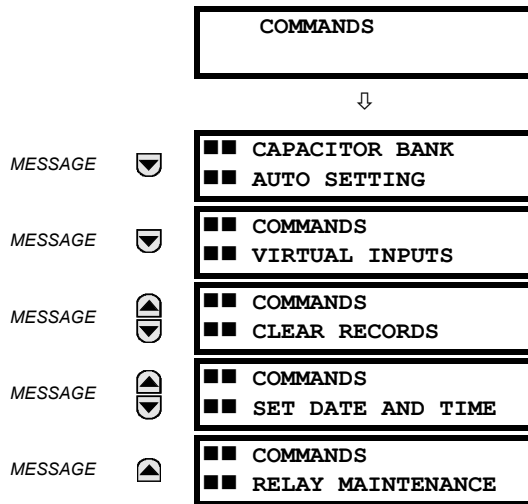 COMMANDS
⇩
MESSAGE ■■ CAPACITOR BANK
■■ AUTO SETTING
MESSAGE ■■ COMMANDS
■■ VIRTUAL INPUTS
MESSAGE ■■ COMMANDS
■■ CLEAR RECORDS
MESSAGE ■■ COMMANDS
■■ SET DATE AND TIME
MESSAGE ■■ COMMANDS
■■ RELAY MAINTENANCE